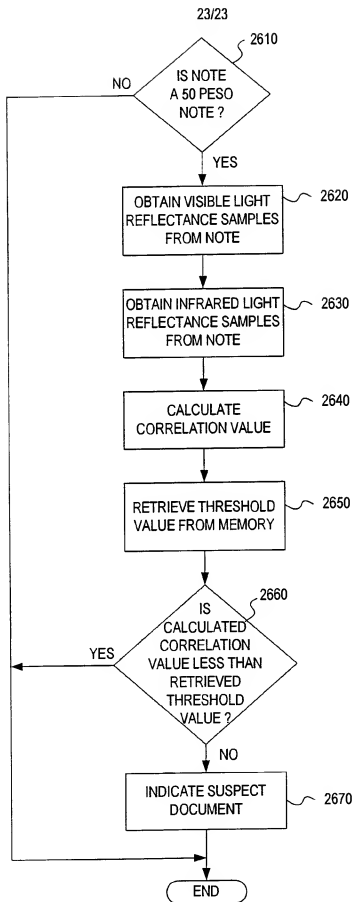 23/23
2610
IS NOTE
A 50 PESO
NOTE ?
NO
YES
OBTAIN VISIBLE LIGHT
REFLECTANCE SAMPLES
FROM NOTE
2620
OBTAIN INFRARED LIGHT
REFLECTANCE SAMPLES
FROM NOTE
2630
CALCULATE
CORRELATION VALUE
2640
RETRIEVE THRESHOLD
VALUE FROM MEMORY
2650
2660
IS
CALCULATED
CORRELATION
VALUE LESS THAN
RETRIEVED
THRESHOLD
VALUE ?
YES
NO
INDICATE SUSPECT
DOCUMENT
2670
END